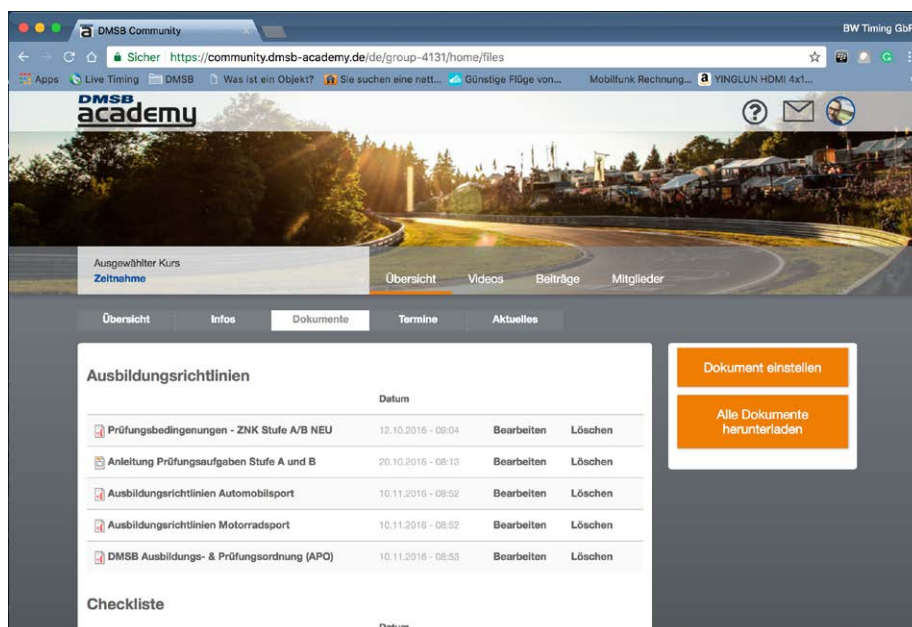 DMSB Community
BW Timing GbR
Sicher https://community.dmsb-academy.de/de/group-4131/home/files
Apps Live Timing DMSB Was ist ein Objekt? Sie suchen eine nett... Günstige Flüge von... Mobilfunk Rechnung... YINGLUN HDMI 4x1...
DMSB
academy
Ausgewählter Kurs
Zeitnahme
Übersicht Videos Beiträge Mitglieder
Übersicht Infos Dokumente Termine Aktuelles
Ausbildungsrichtlinien
Datum
Prüfungsbedingenungen - ZNK Stufe A/B NEU 12.10.2016 - 09:04 Bearbeiten Löschen
Anleitung Prüfungsaufgaben Stufe A und B 20.10.2016 - 08:13 Bearbeiten Löschen
Ausbildungsrichtlinien Automobilsport 10.11.2016 - 08:52 Bearbeiten Löschen
Ausbildungsrichtlinien Motorradsport 10.11.2016 - 08:52 Bearbeiten Löschen
DMSB Ausbildungs- & Prüfungsordnung (APO) 10.11.2016 - 08:53 Bearbeiten Löschen
Checkliste
Datum
Dokument einstellen
Alle Dokumente
herunterladen